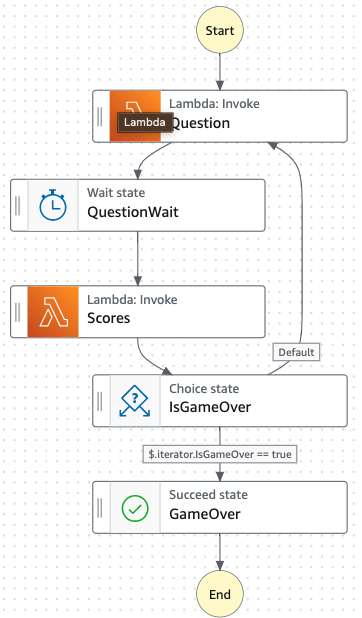 Start
Lambda: Invoke
Lambda
Question
Wait state
QuestionWait
Lambda: Invoke
Scores
Default
Choice state
IsGameOver
$.iterator.IsGameOver == true
Succeed state
GameOver
End